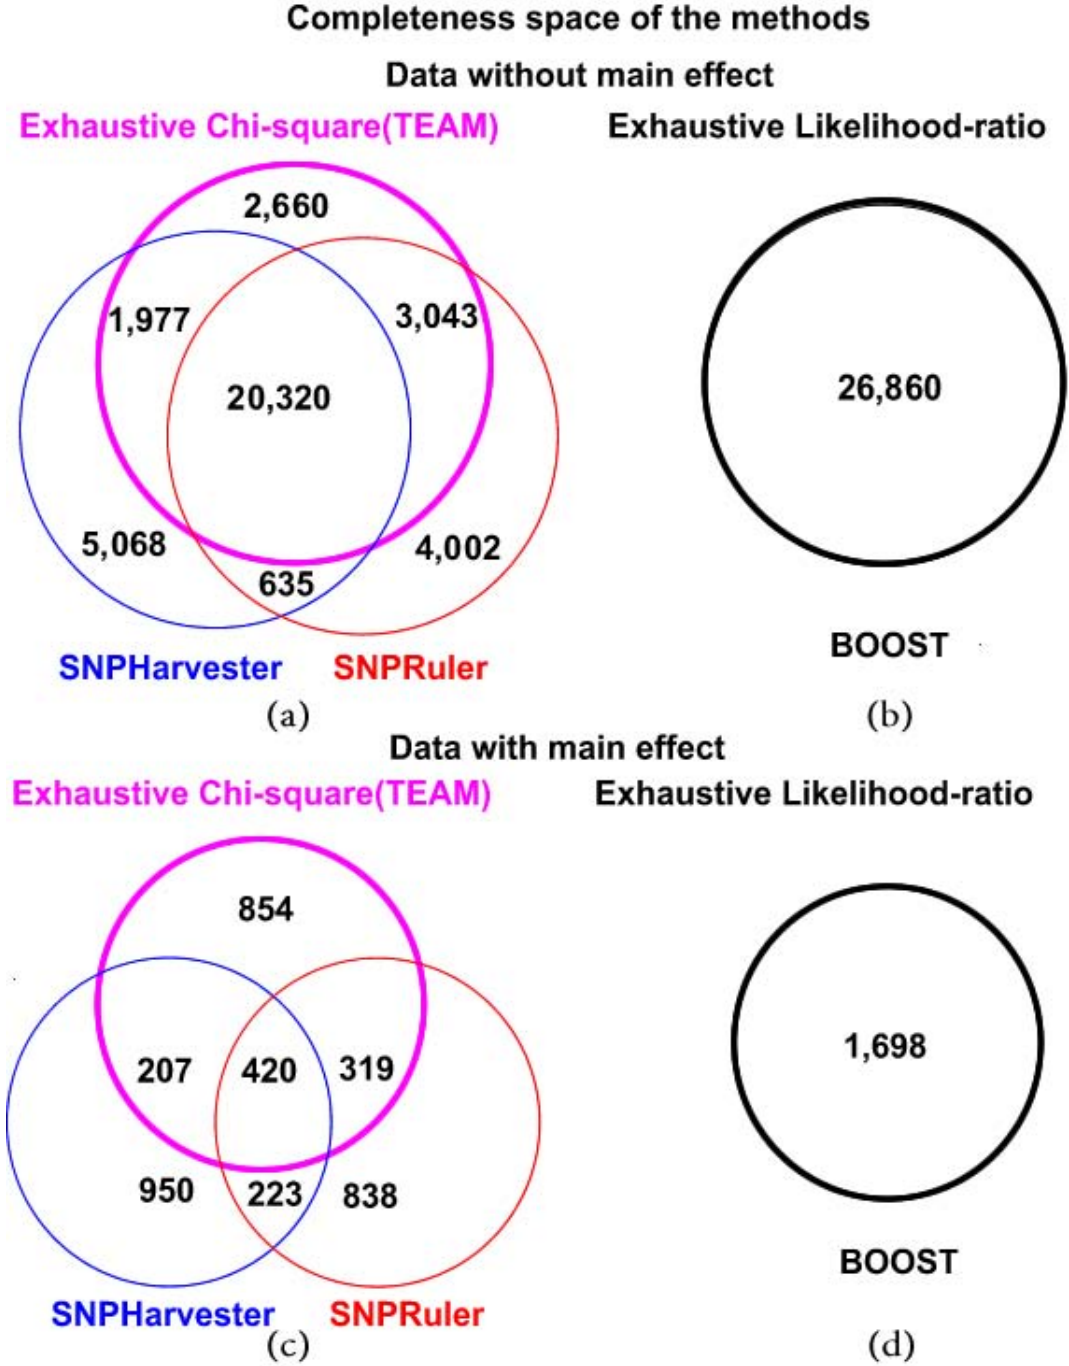 Completeness space of the methods
Data without main effect
Exhaustive Chi-square(TEAM)
Exhaustive Likelihood-ratio
2,660
1,977
3,043
20,320
26,860
5,068
4,002
635
BOOST
SNPHarvester
SNPRuler
(a)
(b)
Data with main effect
Exhaustive Chi-square(TEAM)
Exhaustive Likelihood-ratio
854
207
420
319
1,698
950
223
838
BOOST
SNPHarvester
SNPRuler
(c)
(d)